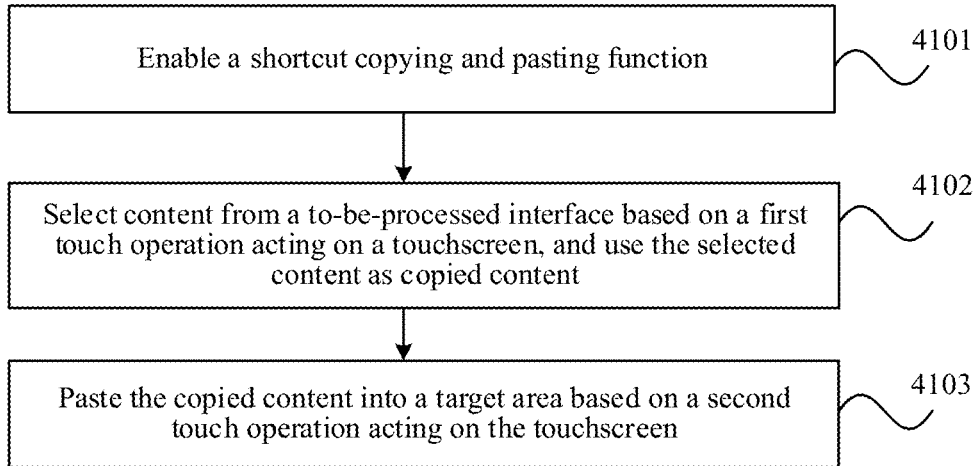 Enable a shortcut copying and pasting function
4101
4102
Select content from a to-be-processed interface based on a first
touch operation acting on a touchscreen, and use the selected
content as copied content
4103
Paste the copied content into a target area based on a second
touch operation acting on the touchscreen